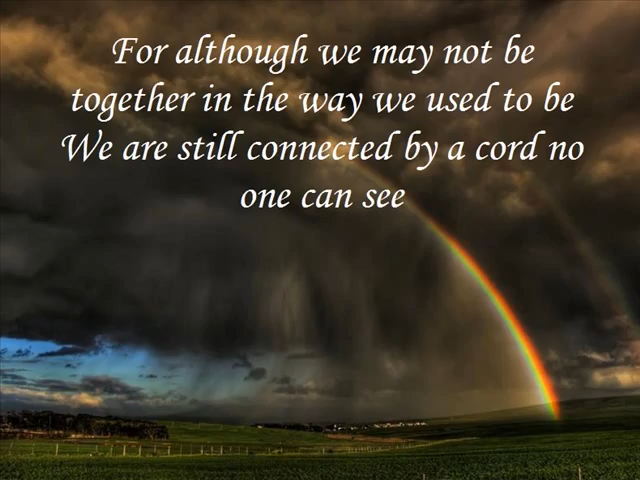 For although we may not be
together in the way we used to be
We are still connected by a cord no
one can see